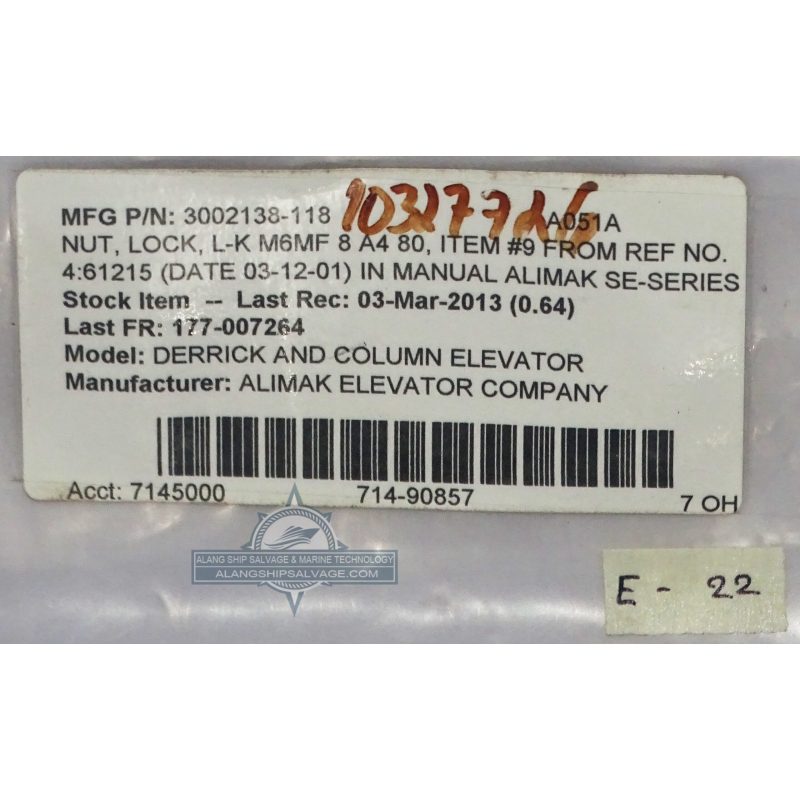 MFG P/N: 3002138-118 A051A
NUT, LOCK, L-K M6MF 8 A4 80, ITEM #9 FROM REF NO.
4:61215 (DATE 03-12-01) IN MANUAL ALIMAK SE-SERIES
Stock Item -- Last Rec: 03-Mar-2013 (0.64)
Last FR: 177-007264
Model: DERRICK AND COLUMN ELEVATOR
Manufacturer: ALIMAK ELEVATOR COMPANY
Acct: 7145000 714-90857 7 OH
ALANG SHIP SALVAGE & MARINE TECHNOLOGY
ALANGSHIPSALVAGE.COM
E - 22